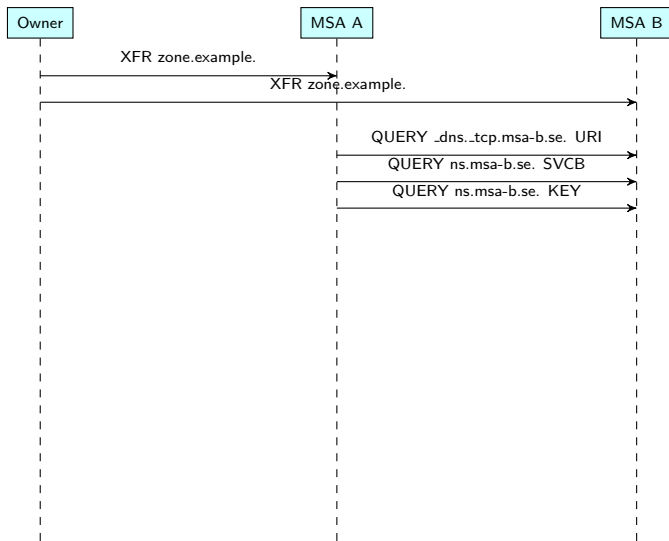 Owner
MSA A
MSA B
XFR zone.example.
XFR zone.example.
QUERY _dns._tcp.msa-b.se. URI
QUERY ns.msa-b.se. SVCB
QUERY ns.msa-b.se. KEY